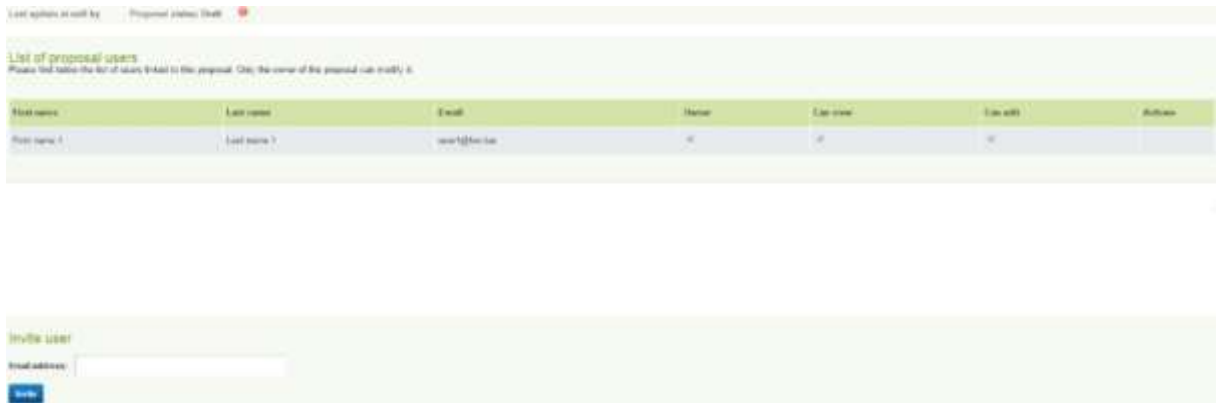 Last update at null by Proposal status: Draft
List of proposal users
Please find below the list of users linked to this proposal. Only the owner of the proposal can modify it.
First name Last name Email Owner Can view Can edit Actions
First name 1 Last name 1
Invite user
Email address:
Invite